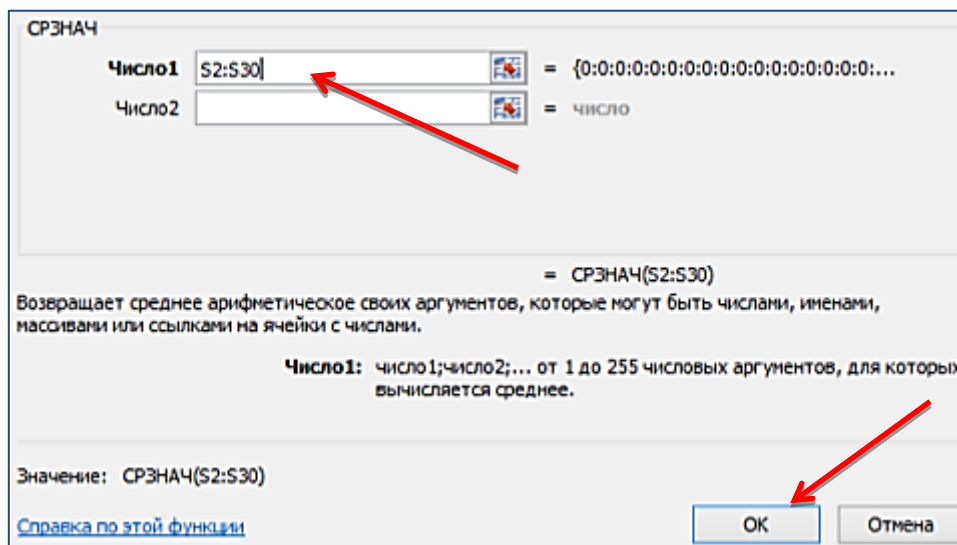 СРЗНАЧ
Число1 S2:S30 = {0:0:0:0:0:0:0:0:0:0:0:0:0:0:0:0:0:...
Число2 = число
= СРЗНАЧ(S2:S30)
Возвращает среднее арифметическое своих аргументов, которые могут быть числами, именами,
массивами или ссылками на ячейки с числами.
Число1: число1;число2;... от 1 до 255 числовых аргументов, для которых
вычисляется среднее.
Значение: СРЗНАЧ(S2:S30)
Справка по этой функции
ОК Отмена